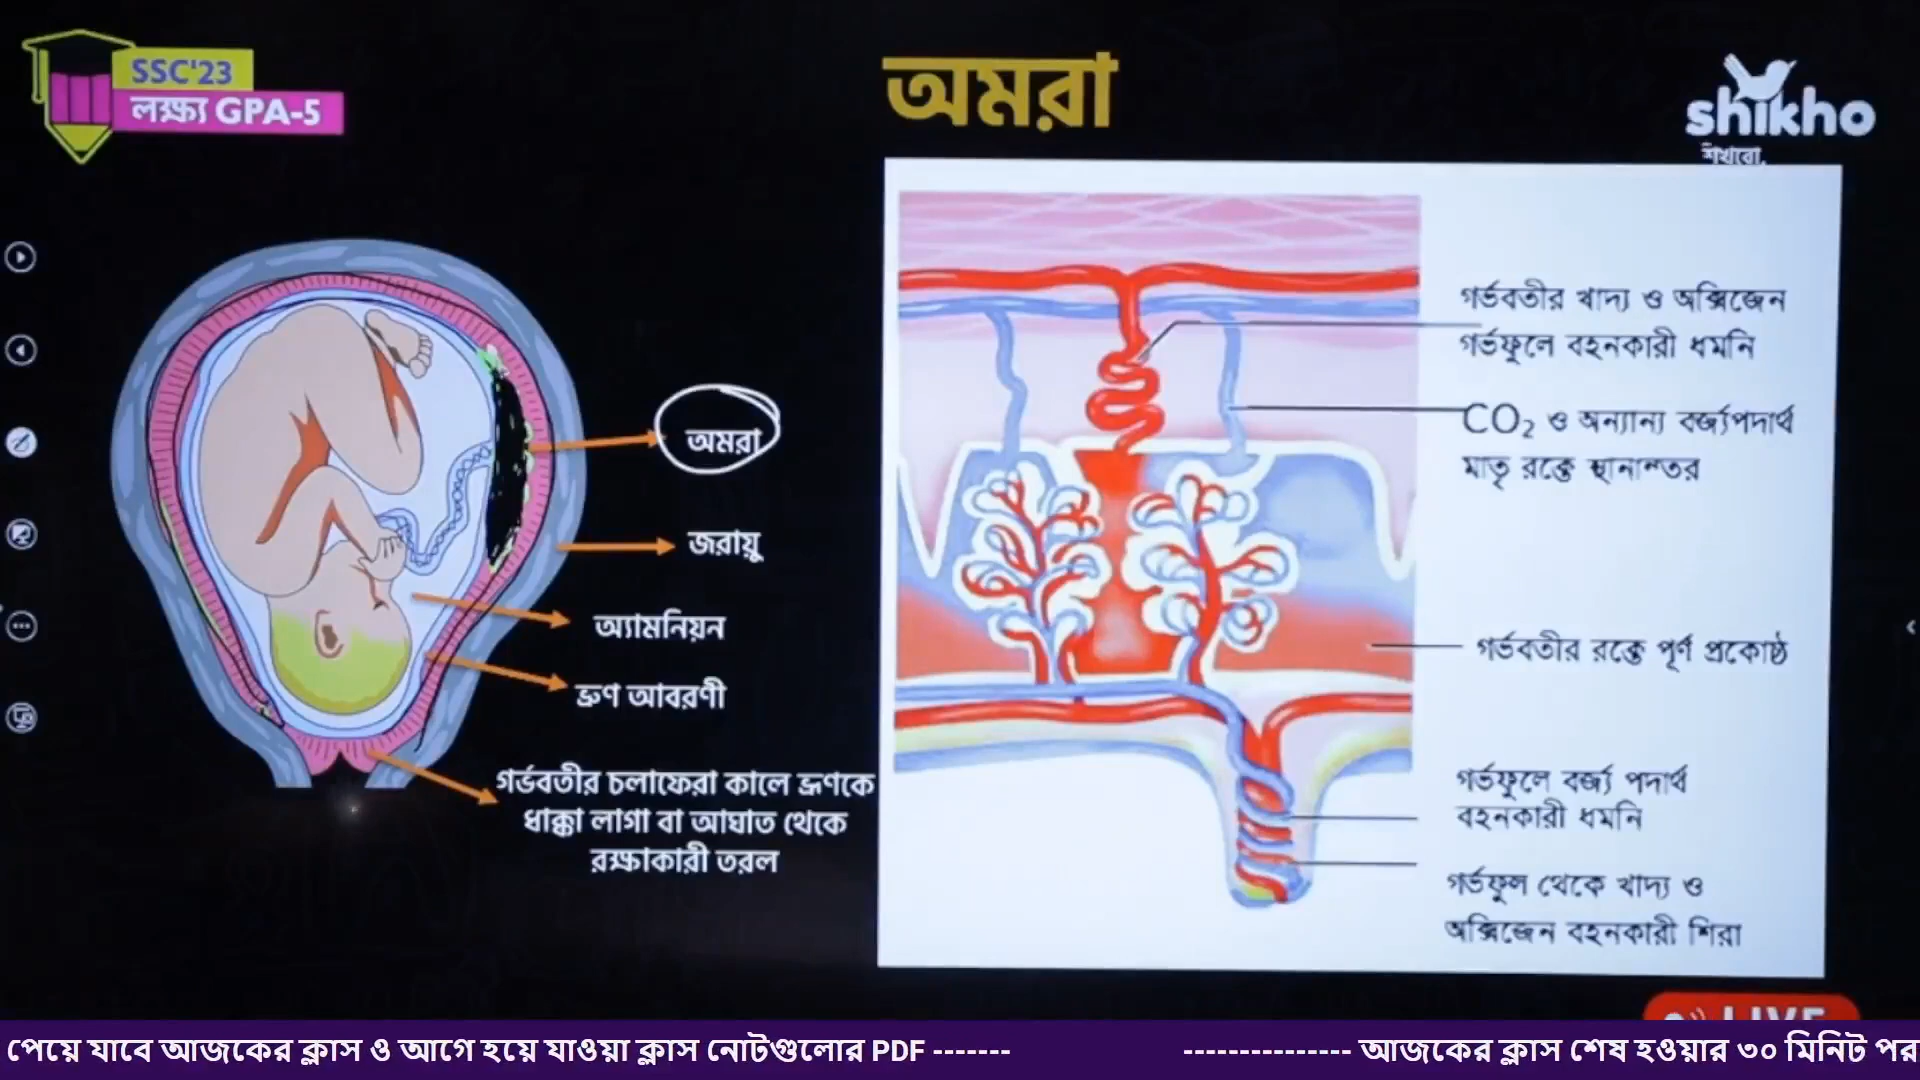 SSC'23
লক্ষ্য GPA-5
অমরা
shikho
শিখবো,
অমরা
জরায়ু
অ্যামনিয়ন
ভ্রুণ আবরণী
গর্ভবতীর চলাফেরা কালে ভ্রূণকে
ধাক্কা লাগা বা আঘাত থেকে
রক্ষাকারী তরল
গর্ভবতীর খাদ্য ও অক্সিজেন
গর্ভফুলে বহনকারী ধমনি
CO₂ ও অন্যান্য বর্জ্যপদার্থ
মাতৃ রক্তে স্থানান্তর
গর্ভবতীর রক্তে পূর্ণ প্রকোষ্ঠ
গর্ভফুলে বর্জ্য পদার্থ
বহনকারী ধমনি
গর্ভফুল থেকে খাদ্য ও
অক্সিজেন বহনকারী শিরা
LIVE
পেয়ে যাবে আজকের ক্লাস ও আগে হয়ে যাওয়া ক্লাস নোটগুলোর PDF ------- --------------- আজকের ক্লাস শেষ হওয়ার ৩০ মিনিট পর